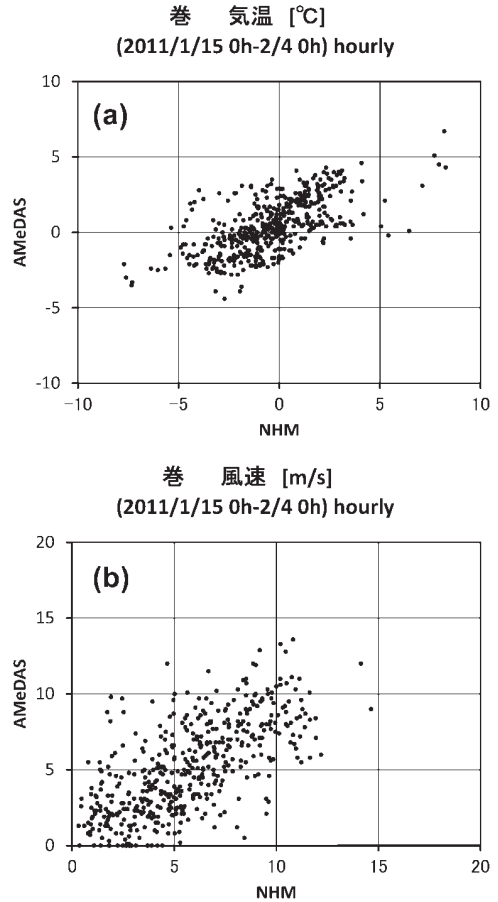 巻 気温 [℃]
(2011/1/15 0h-2/4 0h) hourly
10
(a)
5
0
-5
-10
AMeDAS
-10 -5 0 5 10
NHM
巻 風速 [m/s]
(2011/1/15 0h-2/4 0h) hourly
20
(b)
15
10
5
0
AMeDAS
0 5 10 15 20
NHM